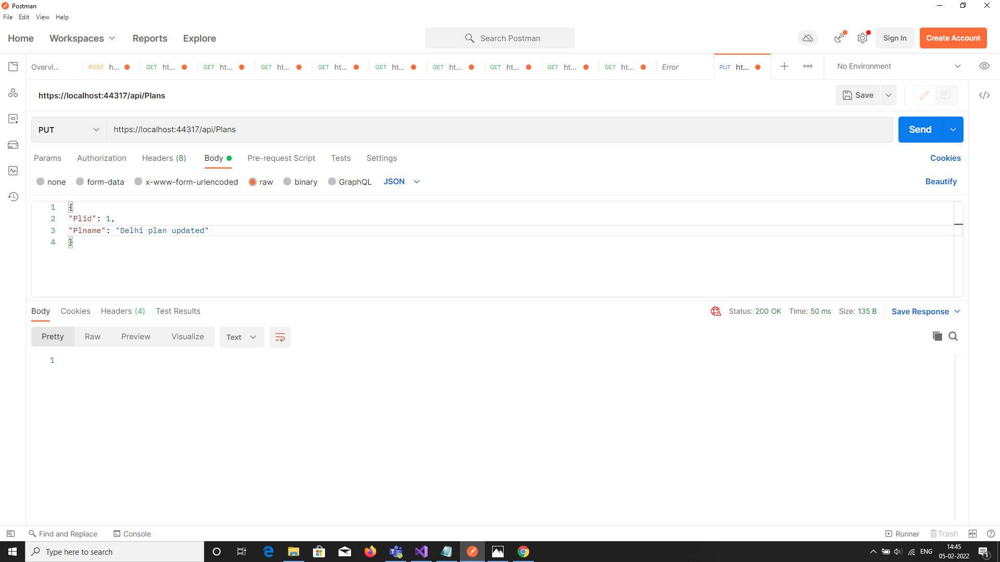 Postman
File Edit View Help
Home Workspaces Reports Explore Search Postman Sign In Create Account
Overvi... POST h... GET ht... GET ht... GET ht... GET ht... GET ht... GET ht... GET ht... GET ht... GET ht... Error PUT ht... No Environment
https://localhost:44317/api/Plans Save
PUT https://localhost:44317/api/Plans Send
Params Authorization Headers (8) Body Pre-request Script Tests Settings Cookies
none form-data x-www-form-urlencoded raw binary GraphQL JSON Beautify
1 {
2 "Plid": 1,
3 "Plname": "Delhi plan updated"
4 }
Body Cookies Headers (4) Test Results Status: 200 OK Time: 50 ms Size: 135 B Save Response
Pretty Raw Preview Visualize Text
1
Find and Replace Console Runner Trash
Type here to search ENG 14:45
05-02-2022 1